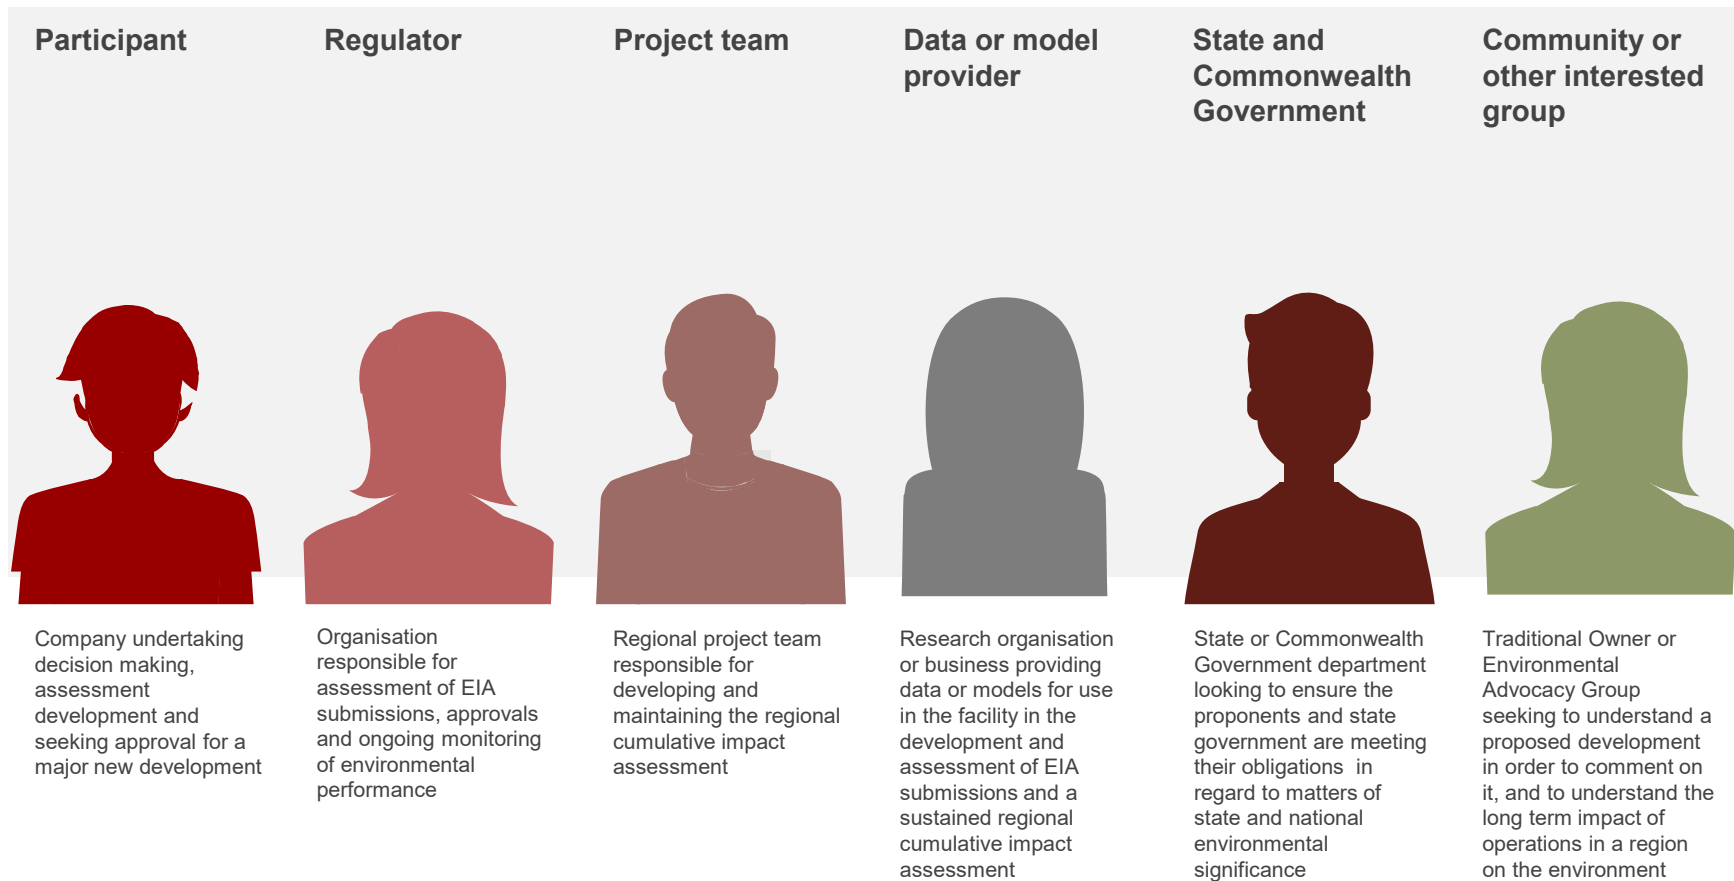 Participant
Regulator
Project team
Data or model
provider
State and
Commonwealth
Government
Community or
other interested
group
Company undertaking
decision making,
assessment
development and
seeking approval for a
major new development
Organisation
responsible for
assessment of EIA
submissions, approvals
and ongoing monitoring
of environmental
performance
Regional project team
responsible for
developing and
maintaining the regional
cumulative impact
assessment
Research organisation
or business providing
data or models for use
in the facility in the
development and
assessment of EIA
submissions and a
sustained regional
cumulative impact
assessment
State or Commonwealth
Government department
looking to ensure the
proponents and state
government are meeting
their obligations  in
regard to matters of
state and national
environmental
significance
Traditional Owner or
Environmental
Advocacy Group
seeking to understand a
proposed development
in order to comment on
it, and to understand the
long term impact of
operations in a region
on the environment